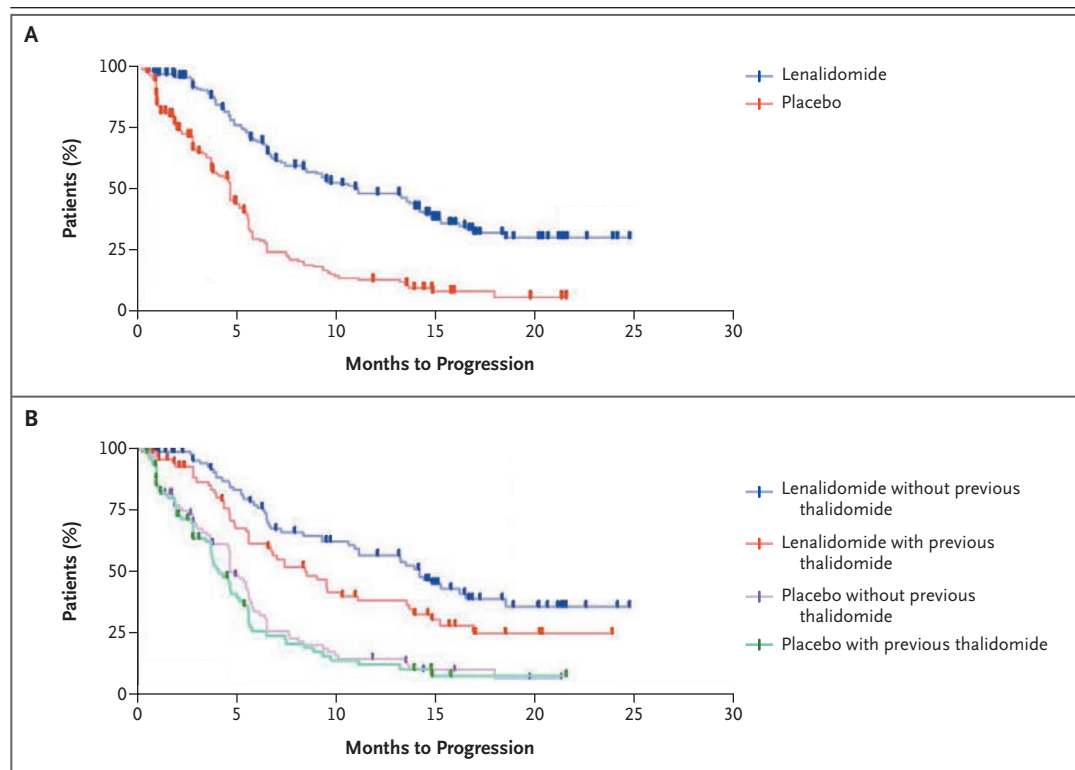 A
100
75
50
25
0
Patients (%)
0 5 10 15 20 25 30
Months to Progression
Lenalidomide
Placebo
B
100
75
50
25
0
Patients (%)
0 5 10 15 20 25 30
Months to Progression
Lenalidomide without previous
thalidomide
Lenalidomide with previous
thalidomide
Placebo without previous
thalidomide
Placebo with previous thalidomide